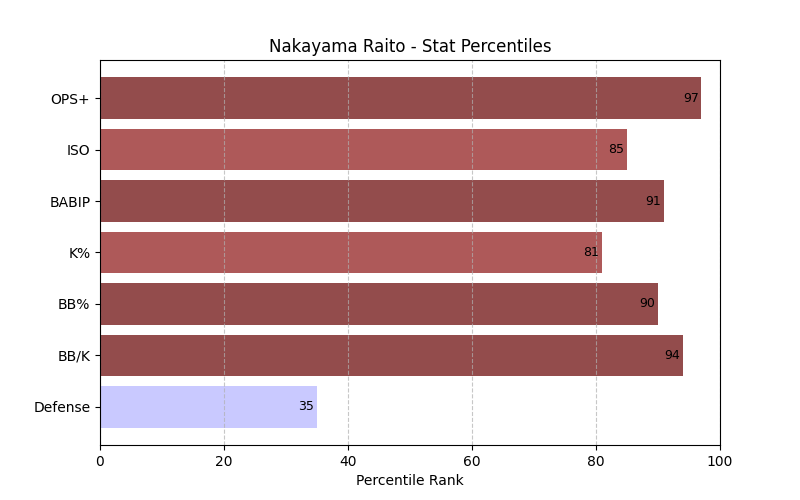 Nakayama Raito - Stat Percentiles
OPS+ 97
ISO 85
BABIP 91
K% 81
BB% 90
BB/K 94
Defense 35
0 20 40 60 80 100
Percentile Rank